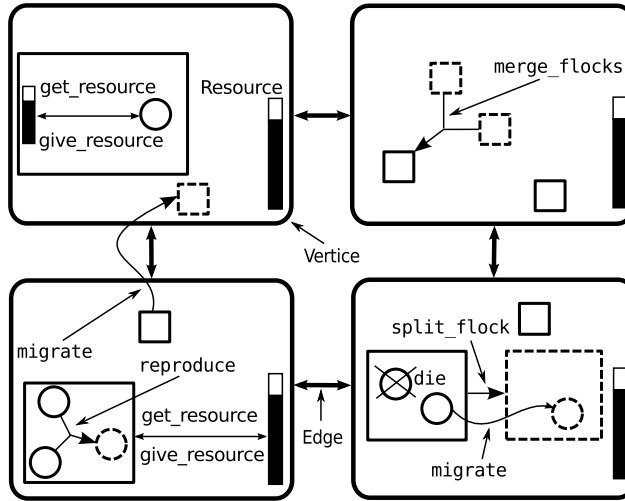 get_resource
give_resource
Resource
merge_flocks
Vertice
migrate
reproduce
get_resource
give_resource
Edge
split_flock
die
migrate